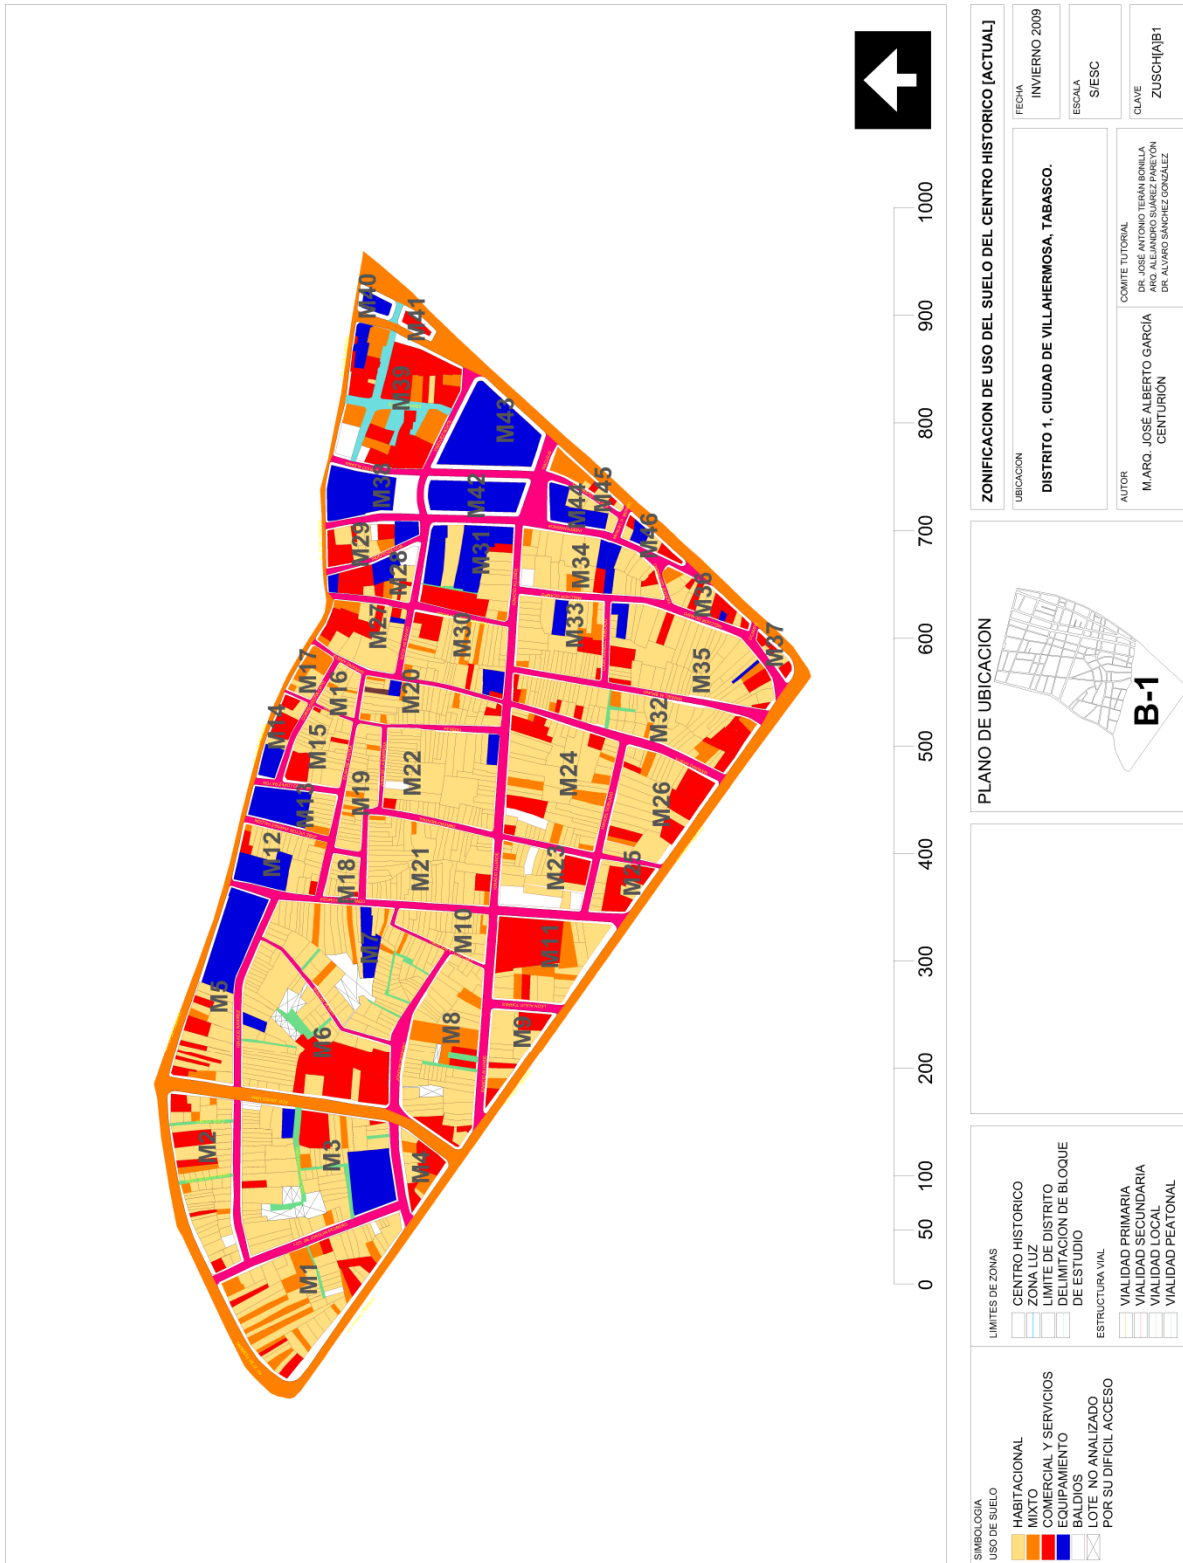 ZONIFICACION DE USO DEL SUELO DEL CENTRO HISTORICO [ACTUAL]
UBICACION
DISTRITO 1, CIUDAD DE VILLAHERMOSA, TABASCO.
FECHA
INVIERNO 2009
ESCALA
S/ESC
AUTOR
M.ARQ. JOSÉ ALBERTO GARCÍA
CENTURIÓN
COMITE TUTORIAL
DR. JOSÉ ANTONIO TERÁN BONILLA
ARQ. ALEJANDRO SUÁREZ PAREYÓN
DR. ALVARO SÁNCHEZ GONZÁLEZ
CLAVE
ZUSCH[A]B1
PLANO DE UBICACION
B-1
SIMBOLOGIA
USO DE SUELO
HABITACIONAL
MIXTO
COMERCIAL Y SERVICIOS
EQUIPAMIENTO
BALDIOS
LOTE NO ANALIZADO
POR SU DIFICIL ACCESO
LIMITES DE ZONAS
CENTRO HISTORICO
ZONA LUZ
LIMITE DE DISTRITO
DELIMITACION DE BLOQUE
DE ESTUDIO
ESTRUCTURA VIAL
VIALIDAD PRIMARIA
VIALIDAD SECUNDARIA
VIALIDAD LOCAL
VIALIDAD PEATONAL
0
50
100
200
300
400
500
600
700
800
900
1000
M1
M2
M3
M4
M5
M6
M7
M8
M9
M10
M11
M12
M13
M14
M15
M16
M17
M18
M19
M20
M21
M22
M23
M24
M25
M26
M27
M28
M29
M30
M31
M32
M33
M34
M35
M36
M37
M38
M39
M40
M41
M42
M43
M44
M45
M46